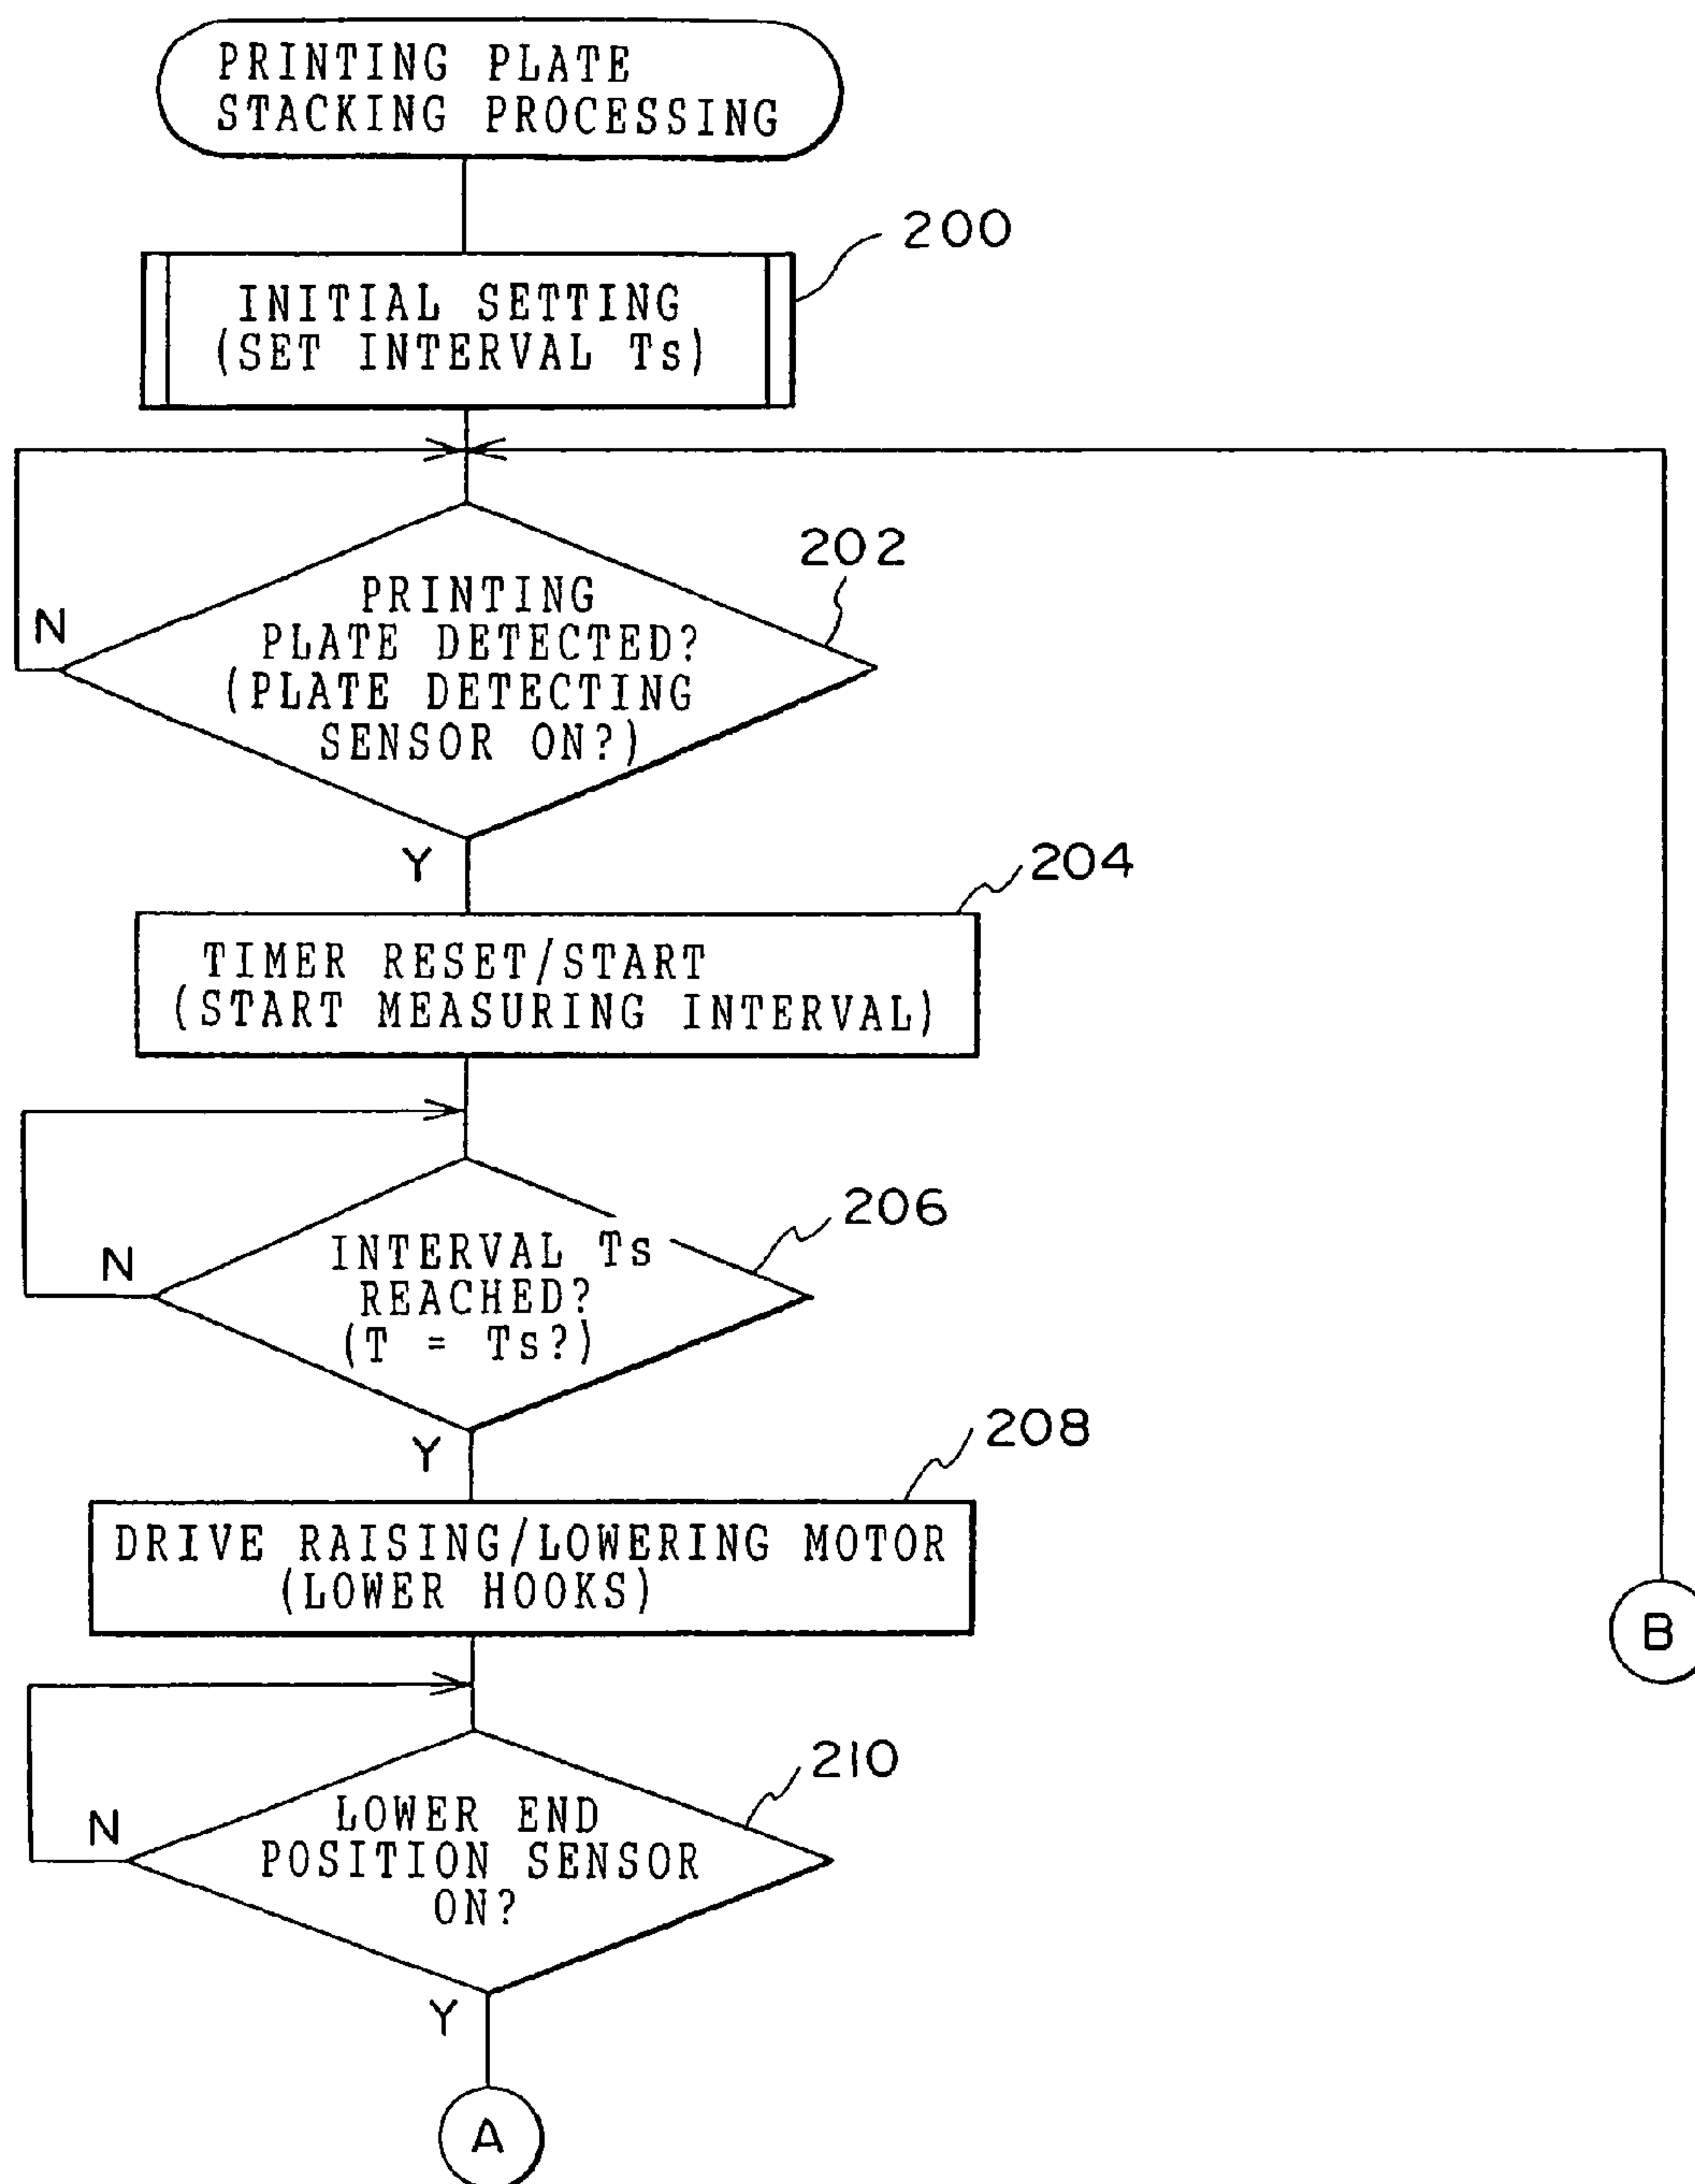 PRINTING PLATE
STACKING PROCESSING
200
INITIAL SETTING
(SET INTERVAL Ts)
202
PRINTING
PLATE DETECTED?
(PLATE DETECTING
SENSOR ON?)
N
Y
204
TIMER RESET/START
(START MEASURING INTERVAL)
206
INTERVAL Ts
REACHED?
(T = Ts?)
N
Y
208
DRIVE RAISING/LOWERING MOTOR
(LOWER HOOKS)
B
210
LOWER END
POSITION SENSOR
ON?
N
Y
A